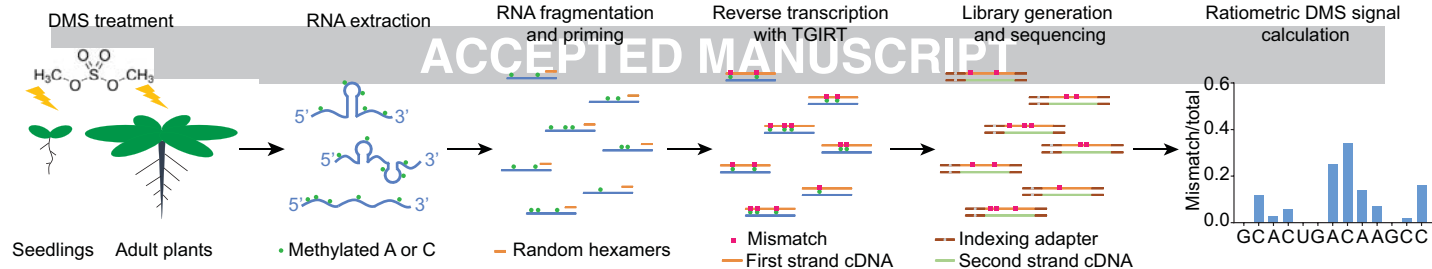 DMS treatment
RNA extraction
RNA fragmentation
and priming
Reverse transcription
with TGIRT
Library generation
and sequencing
Ratiometric DMS signal
calculation
ACCEPTED MANUSCRIPT
O O
H₃C S CH₃
O O
5’ 3’
5’ 3’
5’ 3’
Mismatch/total
0.6
0.4
0.2
0.0
G C A C U G A C A A G C C
Seedlings
Adult plants
Methylated A or C
Random hexamers
Mismatch
First strand cDNA
Indexing adapter
Second strand cDNA